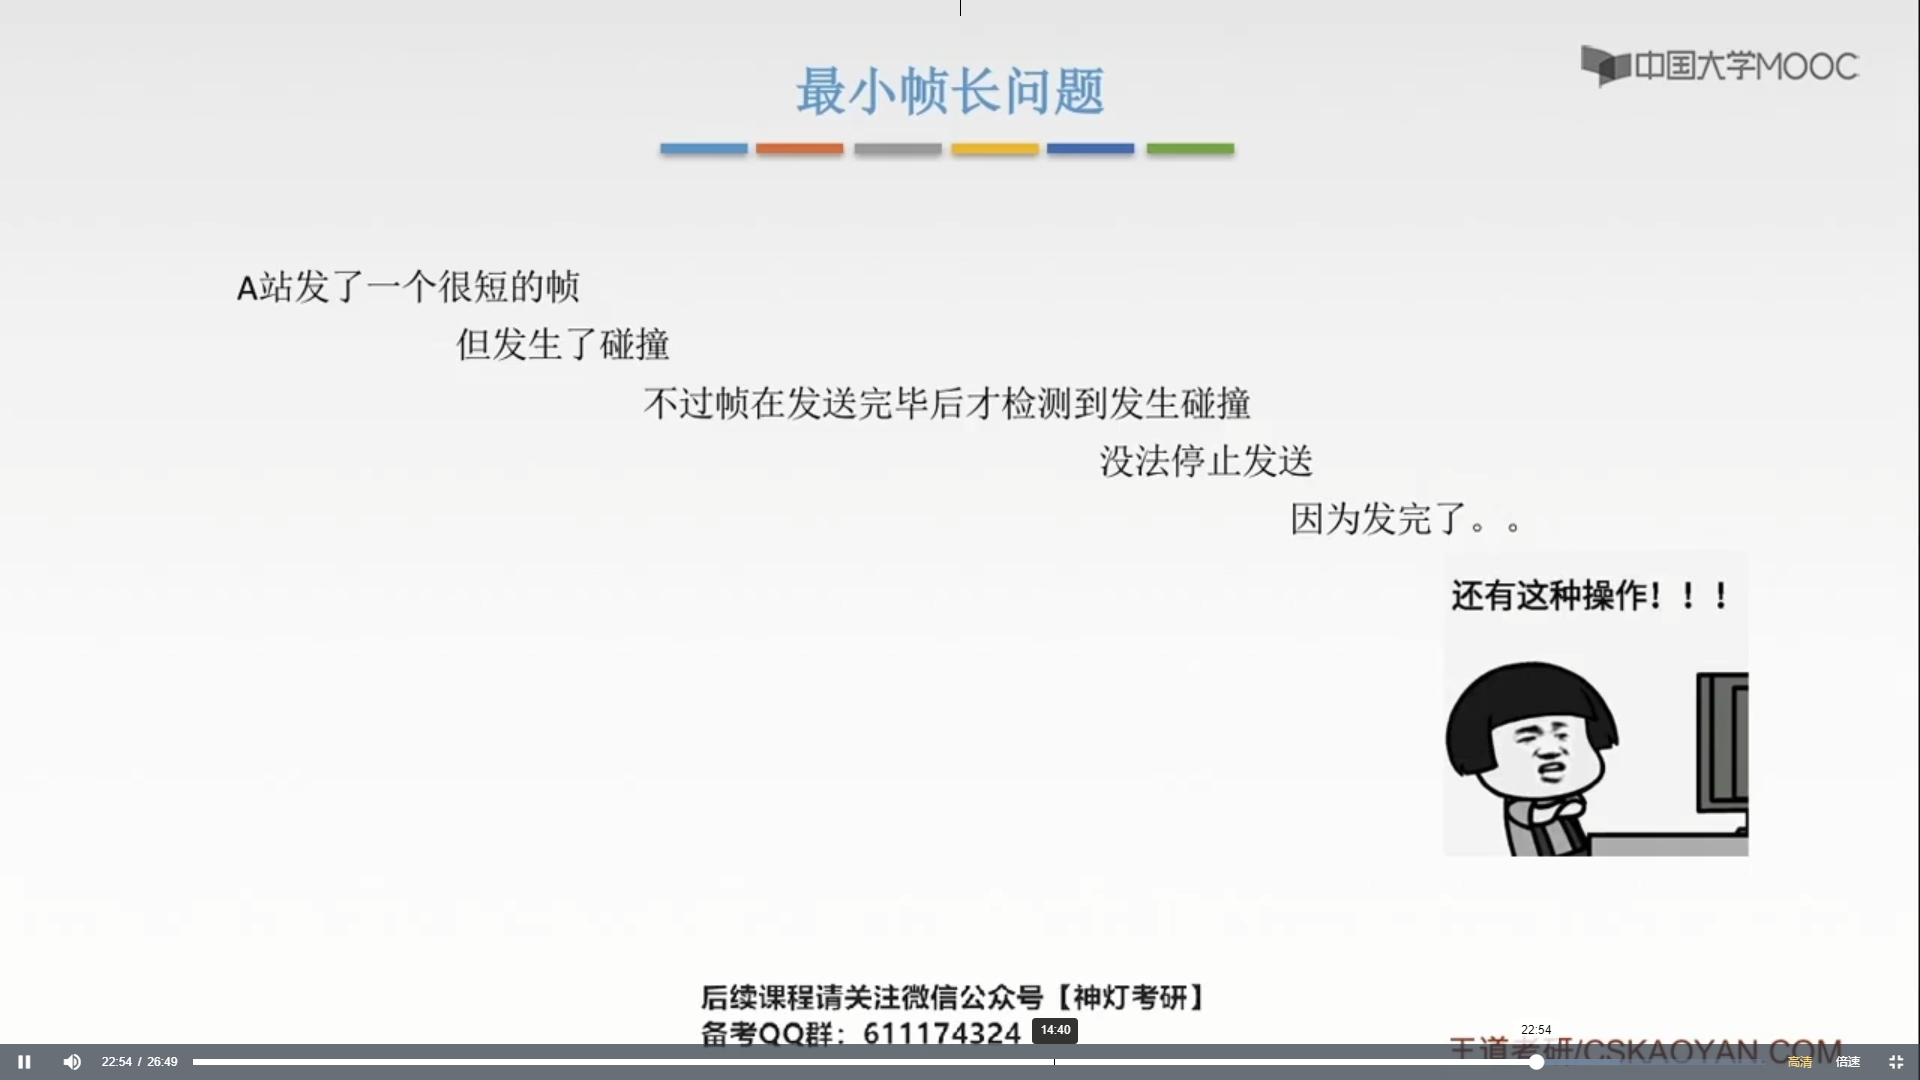 最小帧长问题
中国大学MOOC
A站发了一个很短的帧
但发生了碰撞
不过帧在发送完毕后才检测到发生碰撞
没法停止发送
因为发完了。。
还有这种操作！！！
后续课程请关注微信公众号【神灯考研】
备考QQ群：611174324
14:40
22:54
王道考研/CSKAOYAN.COM
22:54 / 26:49
高清
倍速